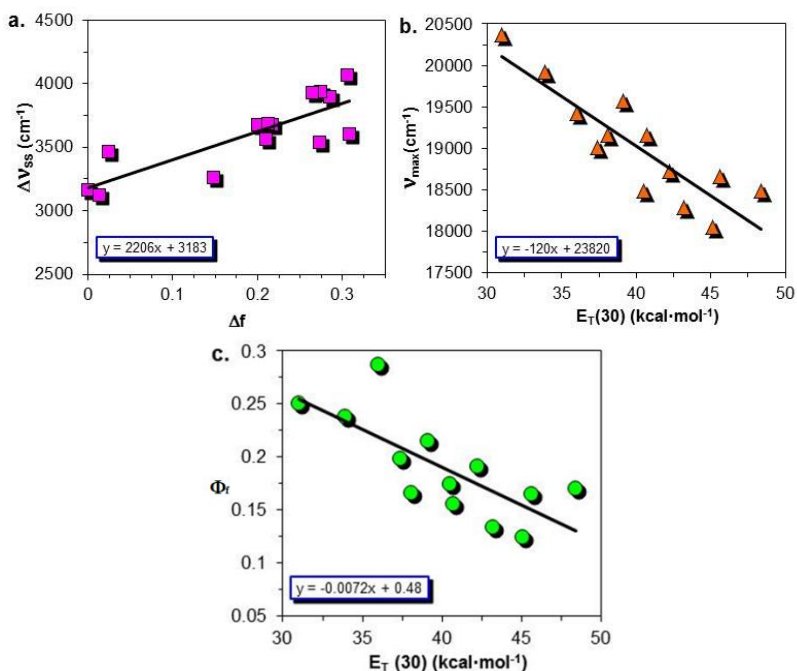 a.
4500
4000
3500
3000
2500
Δνss (cm⁻¹)
y = 2206x + 3183
0 0.1 0.2 0.3
Δf
b.
20500
20000
19500
19000
18500
18000
17500
νmax(cm⁻¹)
y = -120x + 23820
30 35 40 45 50
ET(30) (kcal·mol⁻¹)
c.
0.3
0.25
0.2
0.15
0.1
0.05
Φf
y = -0.0072x + 0.48
30 35 40 45 50
ET (30) (kcal·mol⁻¹)